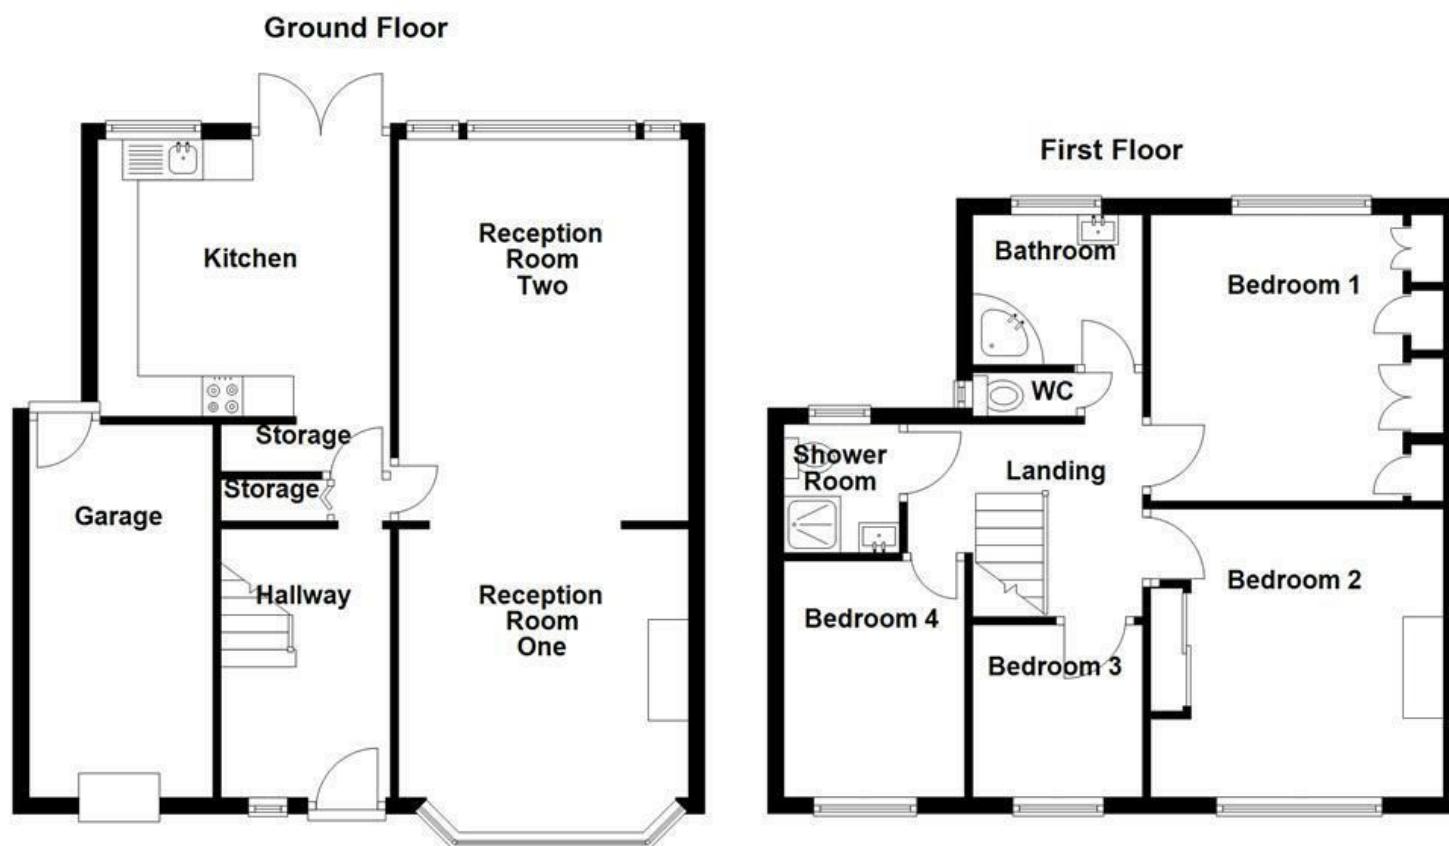 Ground Floor
Kitchen
Reception
Room
Two
Storage
Storage
Garage
Hallway
Reception
Room
One
First Floor
Bathroom
Bedroom 1
WC
Shower
Room
Landing
Bedroom 2
Bedroom 4
Bedroom 3